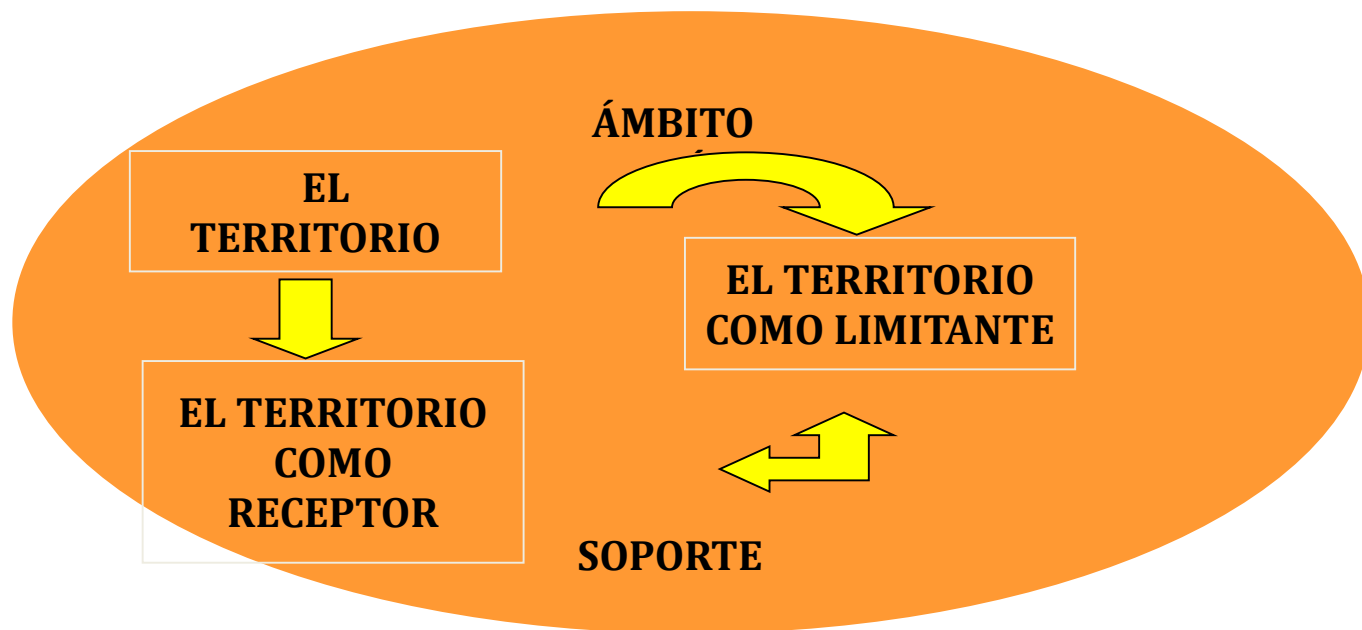 ÁMBITO
EL
TERRITORIO
EL TERRITORIO
COMO LIMITANTE
EL TERRITORIO
COMO
RECEPTOR
SOPORTE